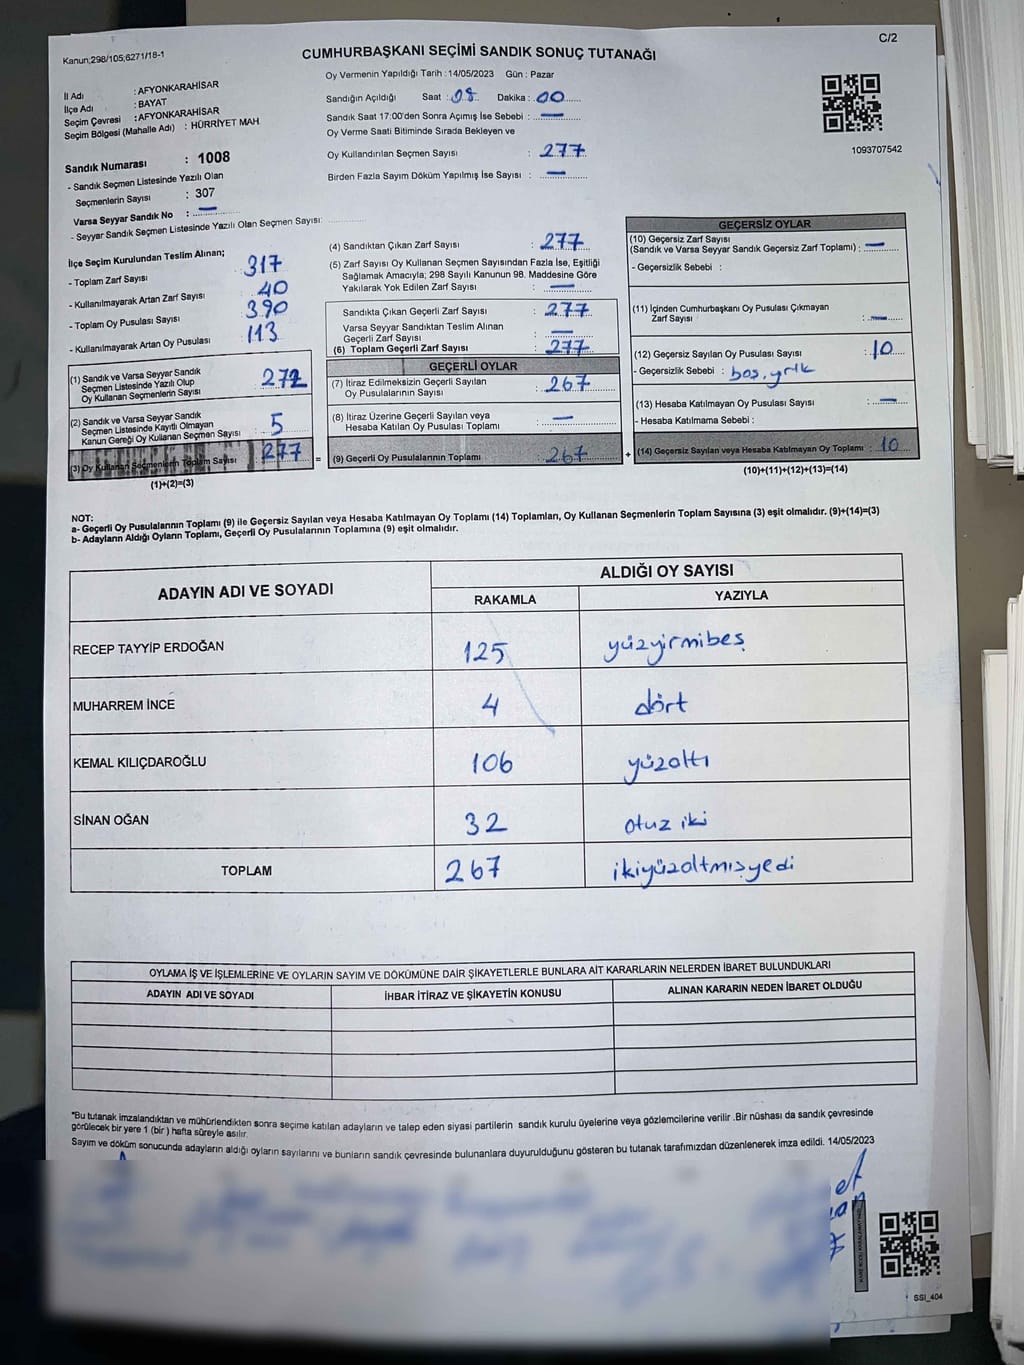 C/2
Kanun;298/105;6271/18-1
CUMHURBAŞKANI SEÇİMİ SANDIK SONUÇ TUTANAĞI
İl Adı : AFYONKARAHİSAR
İlçe Adı : BAYAT
Seçim Çevresi : AFYONKARAHİSAR
Seçim Bölgesi (Mahalle Adı) : HÜRRİYET MAH.
Oy Vermenin Yapıldığı Tarih : 14/05/2023 Gün : Pazar
Sandığın Açıldığı Saat : 08 Dakika : 00
Sandık Saat 17:00'den Sonra Açımış İse Sebebi : —
Oy Verme Saati Bitiminde Sırada Bekleyen ve
Oy Kullandırılan Seçmen Sayısı : 277
Birden Fazla Sayım Döküm Yapılmış İse Sayısı : —
1093707542
Sandık Numarası : 1008
- Sandık Seçmen Listesinde Yazılı Olan
Seçmenlerin Sayısı : 307
Varsa Seyyar Sandık No : —
- Seyyar Sandık Seçmen Listesinde Yazılı Olan Seçmen Sayısı:
İlçe Seçim Kurulundan Teslim Alınan;
- Toplam Zarf Sayısı 317
- Kullanılmayarak Artan Zarf Sayısı 40
- Toplam Oy Pusulası Sayısı 390
- Kullanılmayarak Artan Oy Pusulası 113
(1) Sandık ve Varsa Seyyar Sandık
Seçmen Listesinde Yazılı Olup
Oy Kullanan Seçmenlerin Sayısı 272
(2) Sandık ve Varsa Seyyar Sandık
Seçmen Listesinde Kayıtlı Olmayan
Kanun Gereği Oy Kullanan Seçmen Sayısı : 5
(3) Oy Kullanan Seçmenlerin Toplam Sayısı 277 =
(1)+(2)=(3)
(4) Sandıktan Çıkan Zarf Sayısı : 277
(5) Zarf Sayısı Oy Kullanan Seçmen Sayısından Fazla İse, Eşitliği
Sağlamak Amacıyla; 298 Sayılı Kanunun 98. Maddesine Göre
Yakılarak Yok Edilen Zarf Sayısı : —
Sandıkta Çıkan Geçerli Zarf Sayısı : 277
Varsa Seyyar Sandıktan Teslim Alınan
Geçerli Zarf Sayısı : —
(6) Toplam Geçerli Zarf Sayısı : 277
GEÇERLİ OYLAR
(7) İtiraz Edilmeksizin Geçerli Sayılan
Oy Pusulalarının Sayısı : 267
(8) İtiraz Üzerine Geçerli Sayılan veya
Hesaba Katılan Oy Pusulası Toplamı : —
(9) Geçerli Oy Pusulalarının Toplamı : 267 +
GEÇERSİZ OYLAR
(10) Geçersiz Zarf Sayısı
(Sandık ve Varsa Seyyar Sandık Geçersiz Zarf Toplamı) : —
- Geçersizlik Sebebi :
(11) İçinden Cumhurbaşkanı Oy Pusulası Çıkmayan
Zarf Sayısı : —
(12) Geçersiz Sayılan Oy Pusulası Sayısı : 10
- Geçersizlik Sebebi : boş, yrtk
(13) Hesaba Katılmayan Oy Pusulası Sayısı : —
- Hesaba Katılmama Sebebi :
(14) Geçersiz Sayılan veya Hesaba Katılmayan Oy Toplamı : 10
(10)+(11)+(12)+(13)=(14)
NOT:
a- Geçerli Oy Pusulalarının Toplamı (9) ile Geçersiz Sayılan veya Hesaba Katılmayan Oy Toplamı (14) Toplamları, Oy Kullanan Seçmenlerin Toplam Sayısına (3) eşit olmalıdır. (9)+(14)=(3)
b- Adayların Aldığı Oyların Toplamı, Geçerli Oy Pusulalarının Toplamına (9) eşit olmalıdır.
ADAYIN ADI VE SOYADI ALDIĞI OY SAYISI
RAKAMLA YAZIYLA
RECEP TAYYİP ERDOĞAN 125 yüzyirmibeş
MUHARREM İNCE 4 dört
KEMAL KILIÇDAROĞLU 106 yüzaltı
SİNAN OĞAN 32 otuz iki
TOPLAM 267 ikiyüzaltmışyedi
OYLAMA İŞ VE İŞLEMLERİNE VE OYLARIN SAYIM VE DÖKÜMÜNE DAİR ŞİKAYETLERLE BUNLARA AİT KARARLARIN NELERDEN İBARET BULUNDUKLARI
ADAYIN ADI VE SOYADI İHBAR İTİRAZ VE ŞİKAYETİN KONUSU ALINAN KARARIN NEDEN İBARET OLDUĞU
"Bu tutanak imzalandıktan ve mühürlendikten sonra seçime katılan adayların ve talep eden siyasi partilerin sandık kurulu üyelerine veya gözlemcilerine verilir .Bir nüshası da sandık çevresinde
görülecek bir yere 1 (bir ) hafta süreyle asılır.
Sayım ve döküm sonucunda adayların aldığı oyların sayılarını ve bunların sandık çevresinde bulunanlara duyurulduğunu gösteren bu tutanak tarafımızdan düzenlenerek imza edildi. 14/05/2023
SSI_404